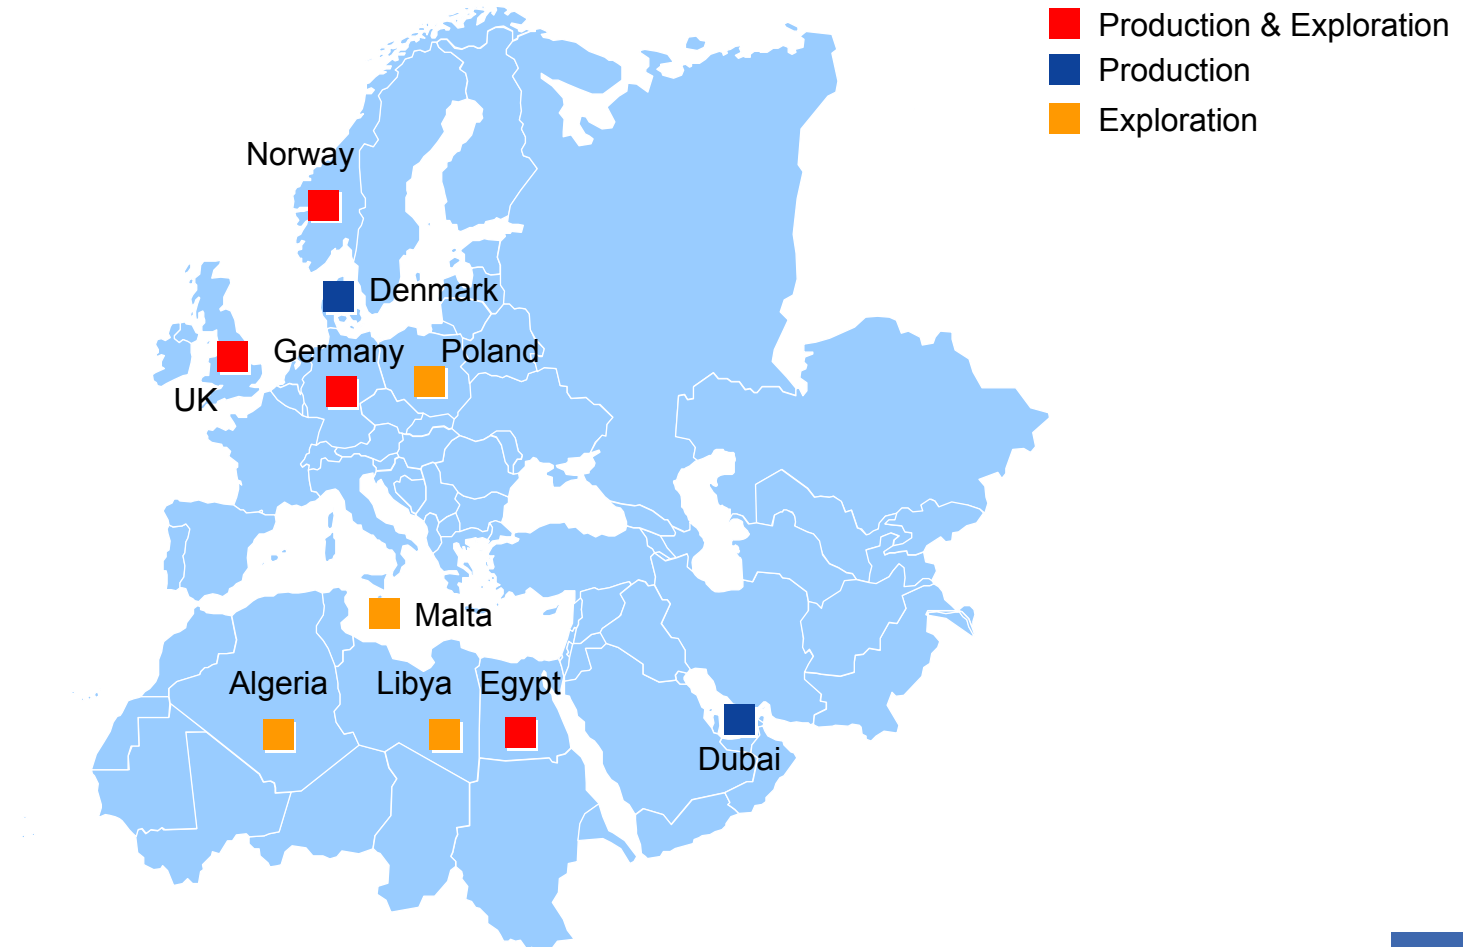 Production & Exploration
Production
Exploration
Norway
Denmark
Germany
Poland
UK
Malta
Algeria
Libya
Egypt
Dubai